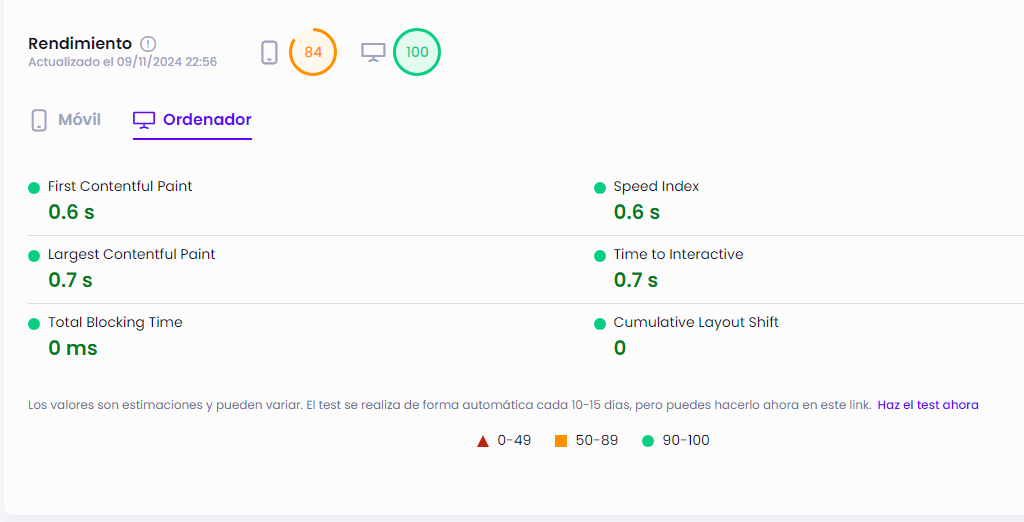 Rendimiento
Actualizado el 09/11/2024 22:56
84
100
Móvil
Ordenador
First Contentful Paint
0.6 s
Speed Index
0.6 s
Largest Contentful Paint
0.7 s
Time to Interactive
0.7 s
Total Blocking Time
0 ms
Cumulative Layout Shift
0
Los valores son estimaciones y pueden variar. El test se realiza de forma automática cada 10-15 días, pero puedes hacerlo ahora en este link. Haz el test ahora
0-49 50-89 90-100